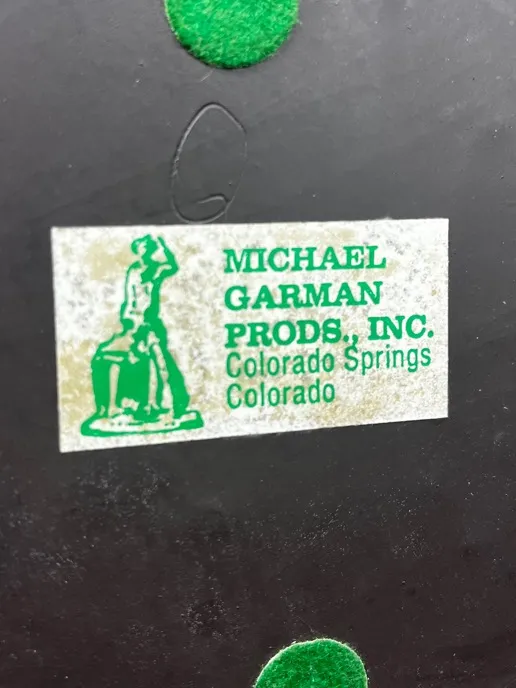 MICHAEL
GARMAN
PRODS., INC.
Colorado Springs
Colorado